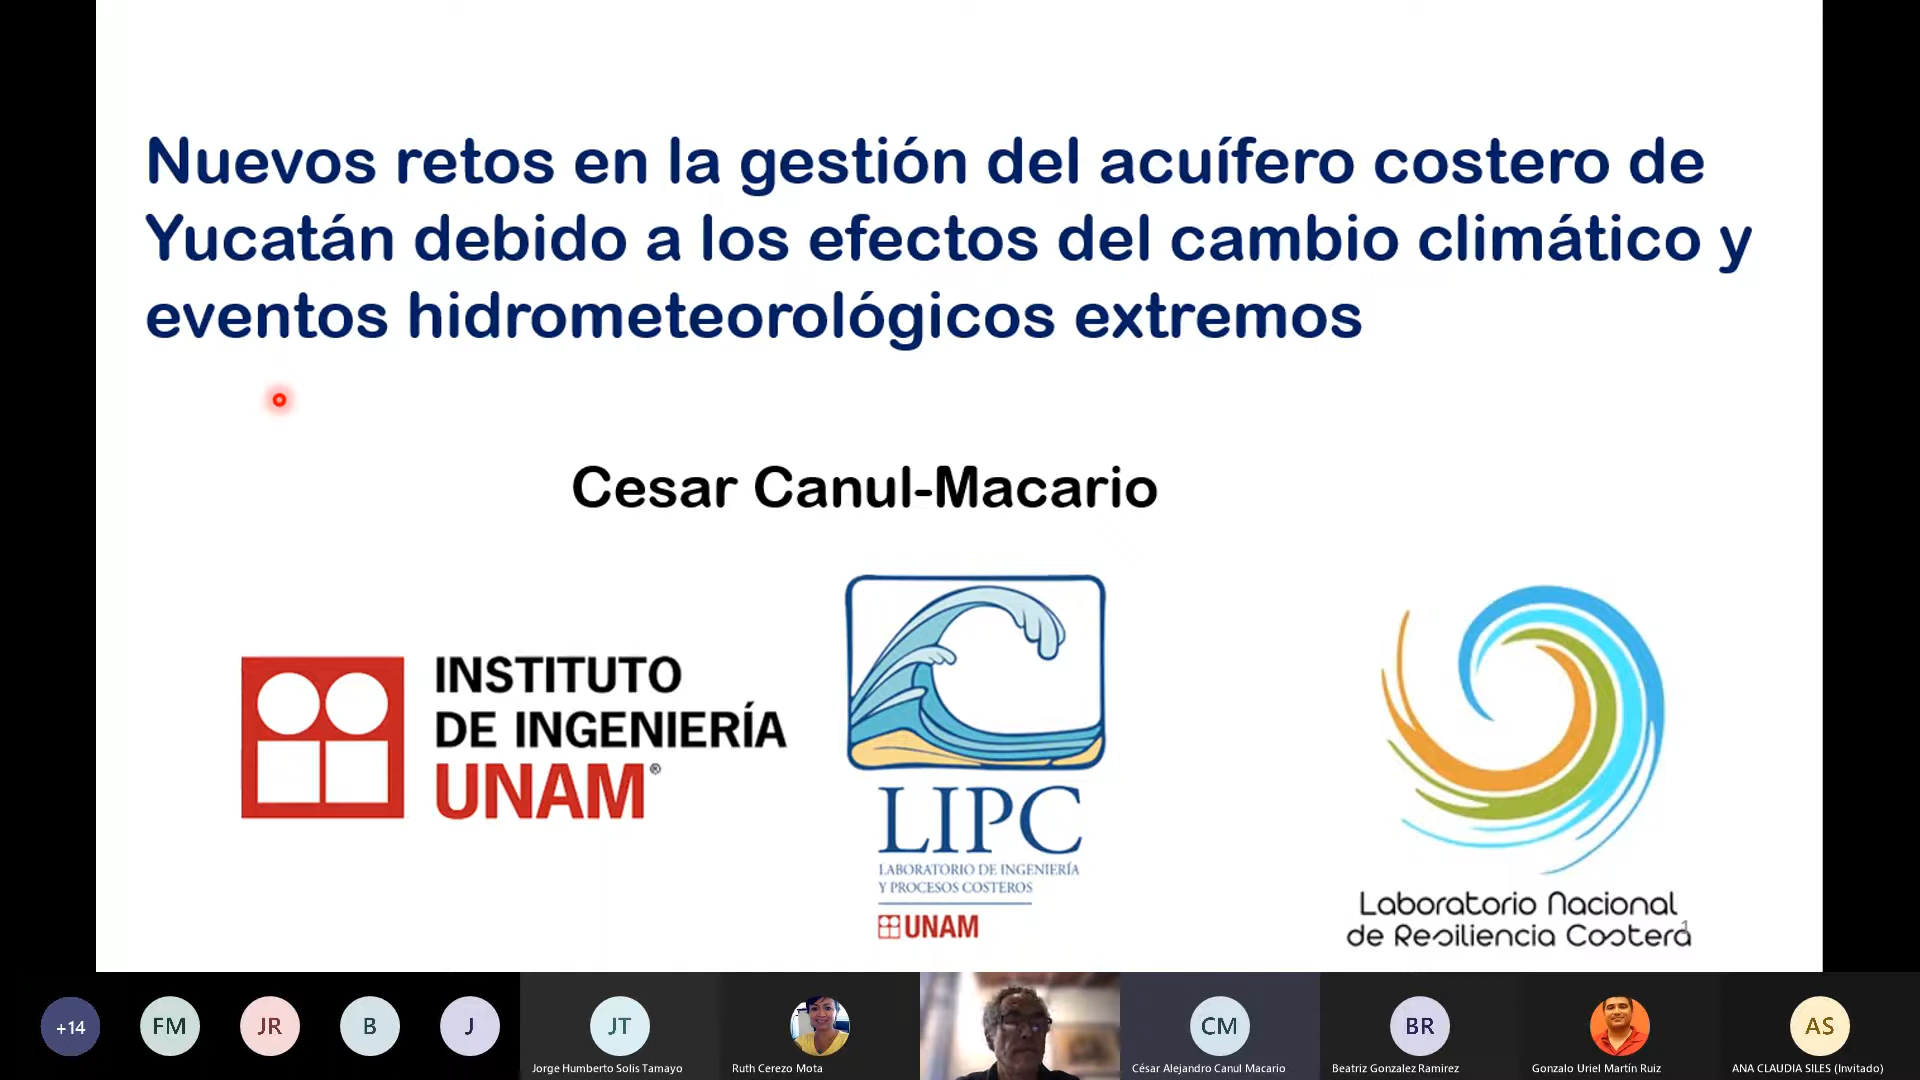 Nuevos retos en la gestión del acuífero costero de
Yucatán debido a los efectos del cambio climático y
eventos hidrometeorológicos extremos
Cesar Canul-Macario
INSTITUTO
DE INGENIERÍA
UNAM®
LIPC
LABORATORIO DE INGENIERÍA
Y PROCESOS COSTEROS
UNAM
Laboratorio Nacional
de Resiliencia Costera
1
+14
FM
JR
B
J
JT
CM
BR
AS
Jorge Humberto Solis Tamayo
Ruth Cerezo Mota
César Alejandro Canul Macario
Beatriz Gonzalez Ramirez
Gonzalo Uriel Martín Ruiz
ANA CLAUDIA SILES (Invitado)